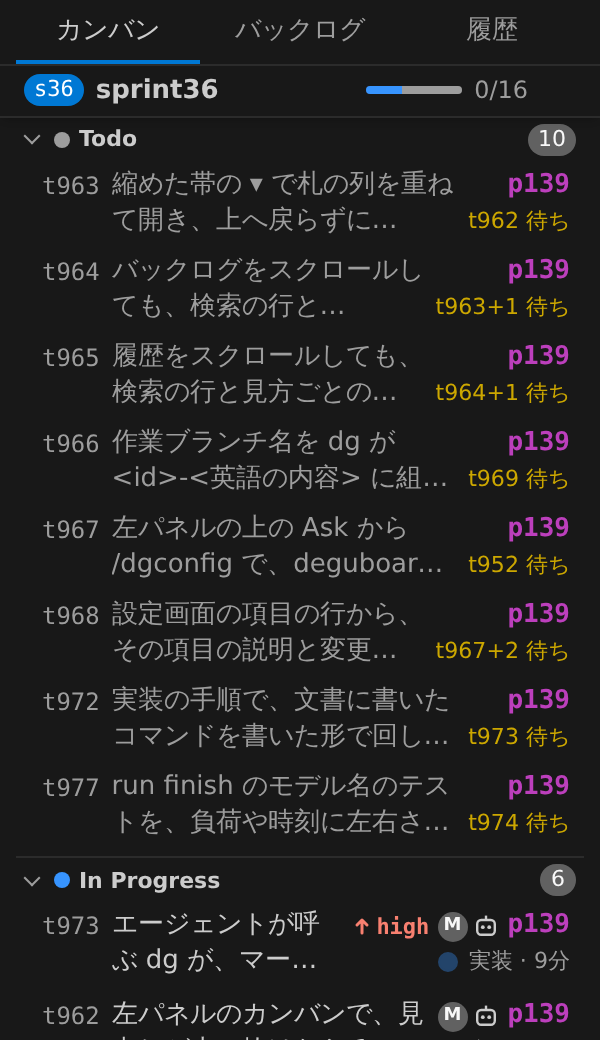 カンバン バックログ 履歴
s36 sprint36 0/16
Todo 10
t963 縮めた帯の ▾ で札の列を重ね p139
て開き、上へ戻らずに… t962 待ち
t964 バックログをスクロールし p139
ても、検索の行と… t963+1 待ち
t965 履歴をスクロールしても、 p139
検索の行と見方ごとの… t964+1 待ち
t966 作業ブランチ名を dg が p139
<id>-<英語の内容> に組… t969 待ち
t967 左パネルの上の Ask から p139
/dgconfig で、deguboar… t952 待ち
t968 設定画面の項目の行から、 p139
その項目の説明と変更… t967+2 待ち
t972 実装の手順で、文書に書いた p139
コマンドを書いた形で回し… t973 待ち
t977 run finish のモデル名のテス p139
トを、負荷や時刻に左右さ… t974 待ち
In Progress 6
t973 エージェントが呼 ↑ high M p139
ぶ dg が、マー… 実装 · 9分
t962 左パネルのカンバンで、見 M p139